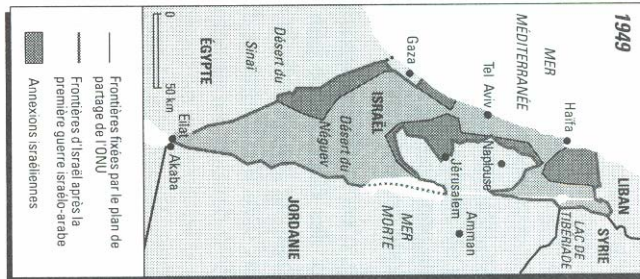 1949
LIBAN
SYRIE
LAC DE
TIBÉRIADE
Haïfa
MER
MÉDITERRANÉE
Tel Aviv
Naplouse
Amman
Jérusalem
Gaza
ISRAËL
MER
MORTE
Désert du
Néguev
JORDANIE
Désert du
Sinaï
ÉGYPTE
Eilat
Akaba
0
50 km
Frontières fixées par le plan de
partage de l'ONU
Frontières d'Israël après la
première guerre israélo-arabe
Annexions israéliennes